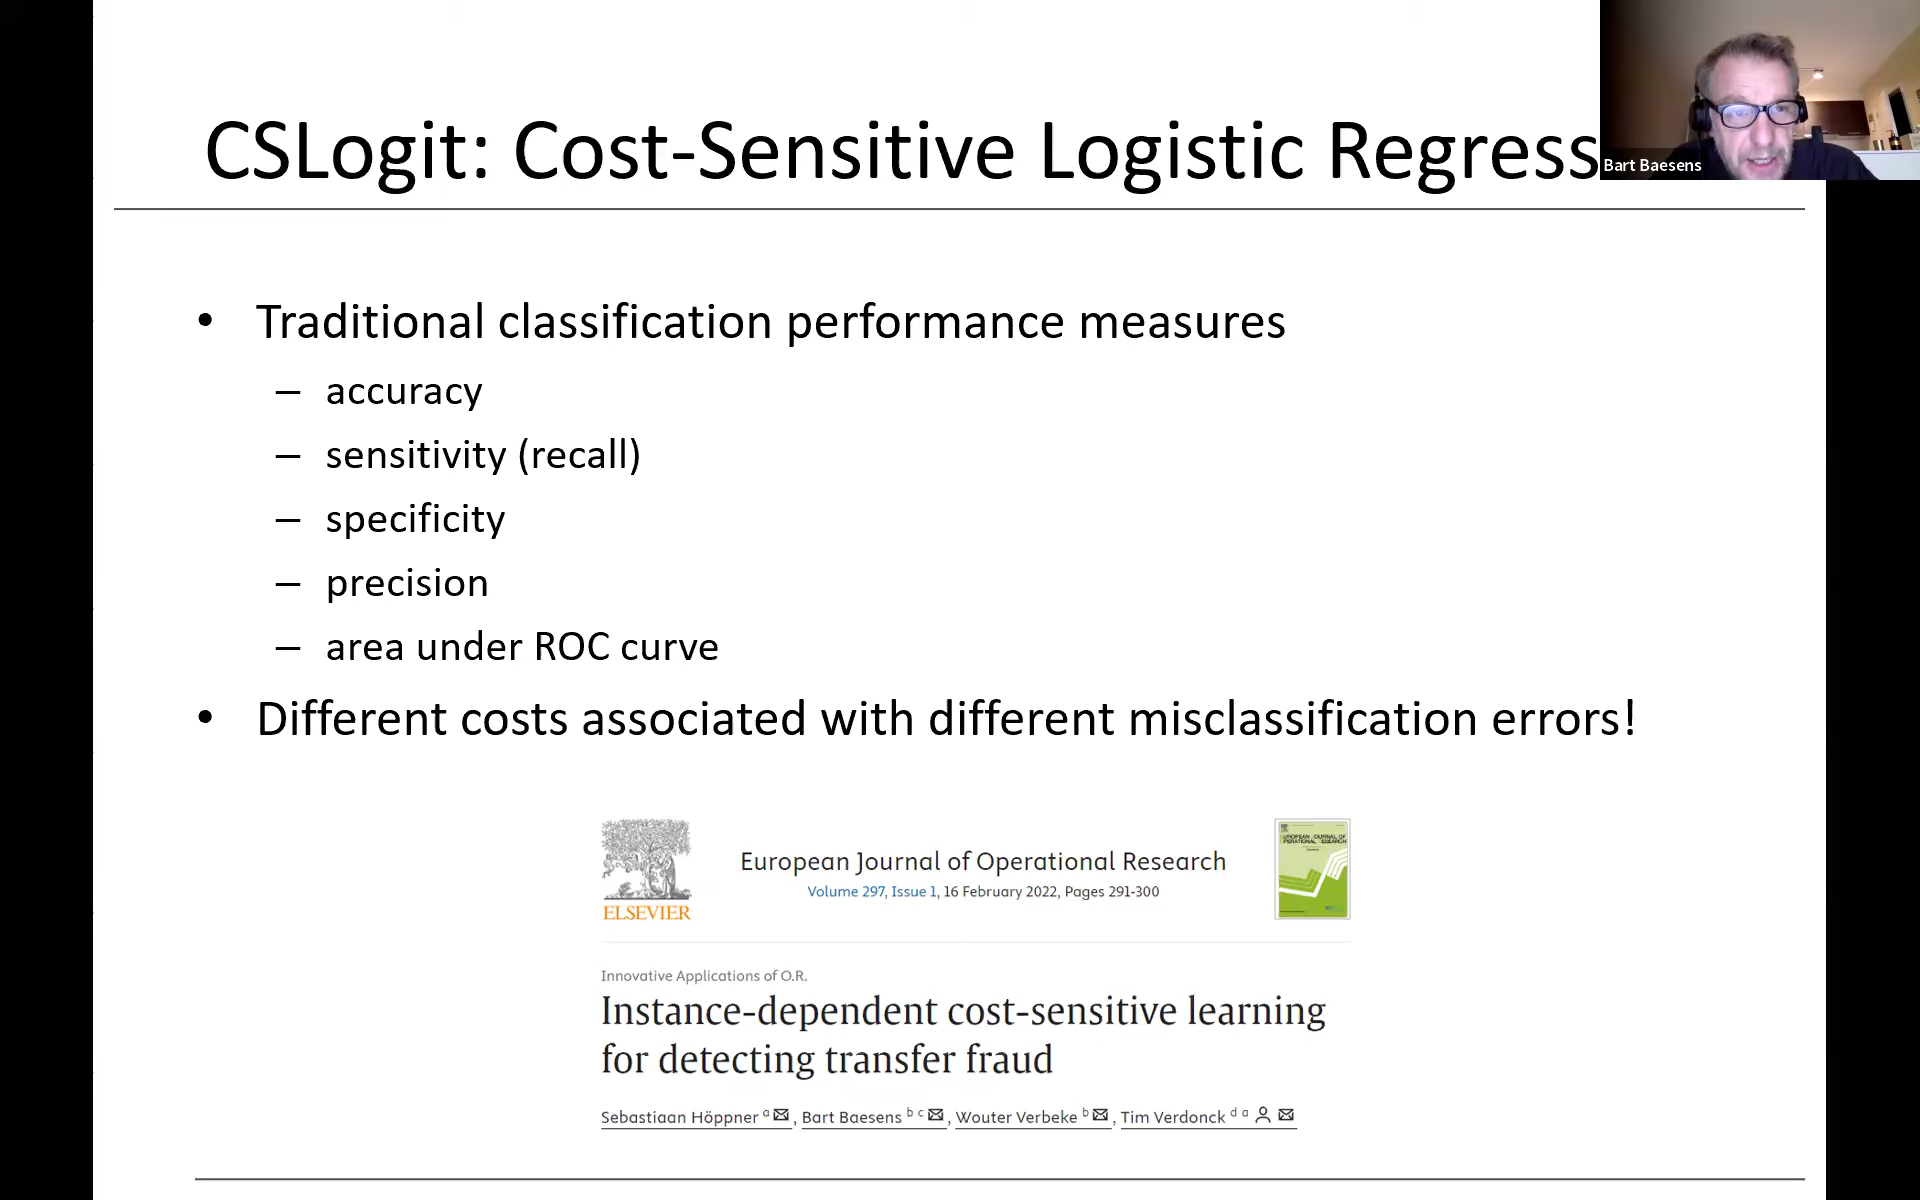 CSLogit: Cost-Sensitive Logistic Regress
Bart Baesens
• Traditional classification performance measures
– accuracy
– sensitivity (recall)
– specificity
– precision
– area under ROC curve
• Different costs associated with different misclassification errors!
ELSEVIER
European Journal of Operational Research
Volume 297, Issue 1, 16 February 2022, Pages 291-300
Innovative Applications of O.R.
Instance-dependent cost-sensitive learning
for detecting transfer fraud
Sebastiaan Höppner a, Bart Baesens b c, Wouter Verbeke b, Tim Verdonck d a